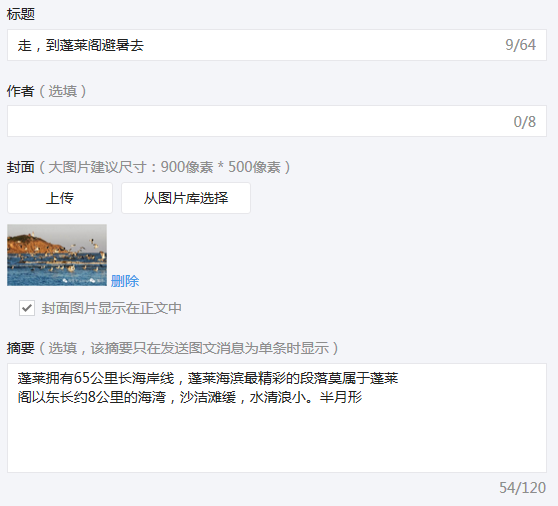 标题
走，到蓬莱阁避暑去
9/64
作者（选填）
0/8
封面（大图片建议尺寸：900像素 * 500像素）
上传
从图片库选择
删除
封面图片显示在正文中
摘要（选填，该摘要只在发送图文消息为单条时显示）
蓬莱拥有65公里长海岸线，蓬莱海滨最精彩的段落莫属于蓬莱
阁以东长约8公里的海湾，沙洁滩缓，水清浪小。半月形
54/120